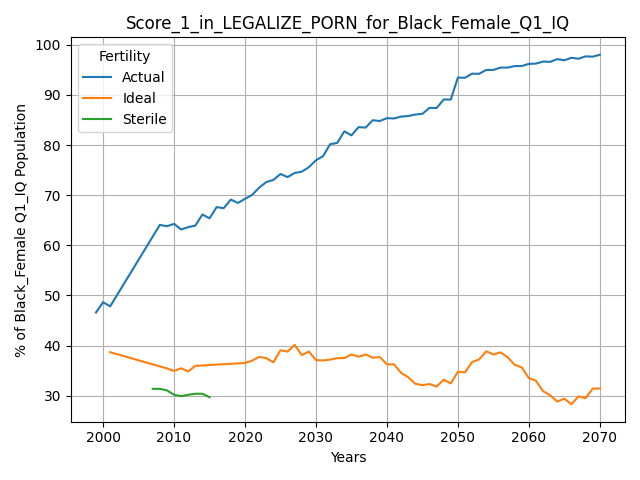 Score_1_in_LEGALIZE_PORN_for_Black_Female_Q1_IQ
Fertility
Actual
Ideal
Sterile
% of Black_Female Q1_IQ Population
100
90
80
70
60
50
40
30
2000 2010 2020 2030 2040 2050 2060 2070
Years